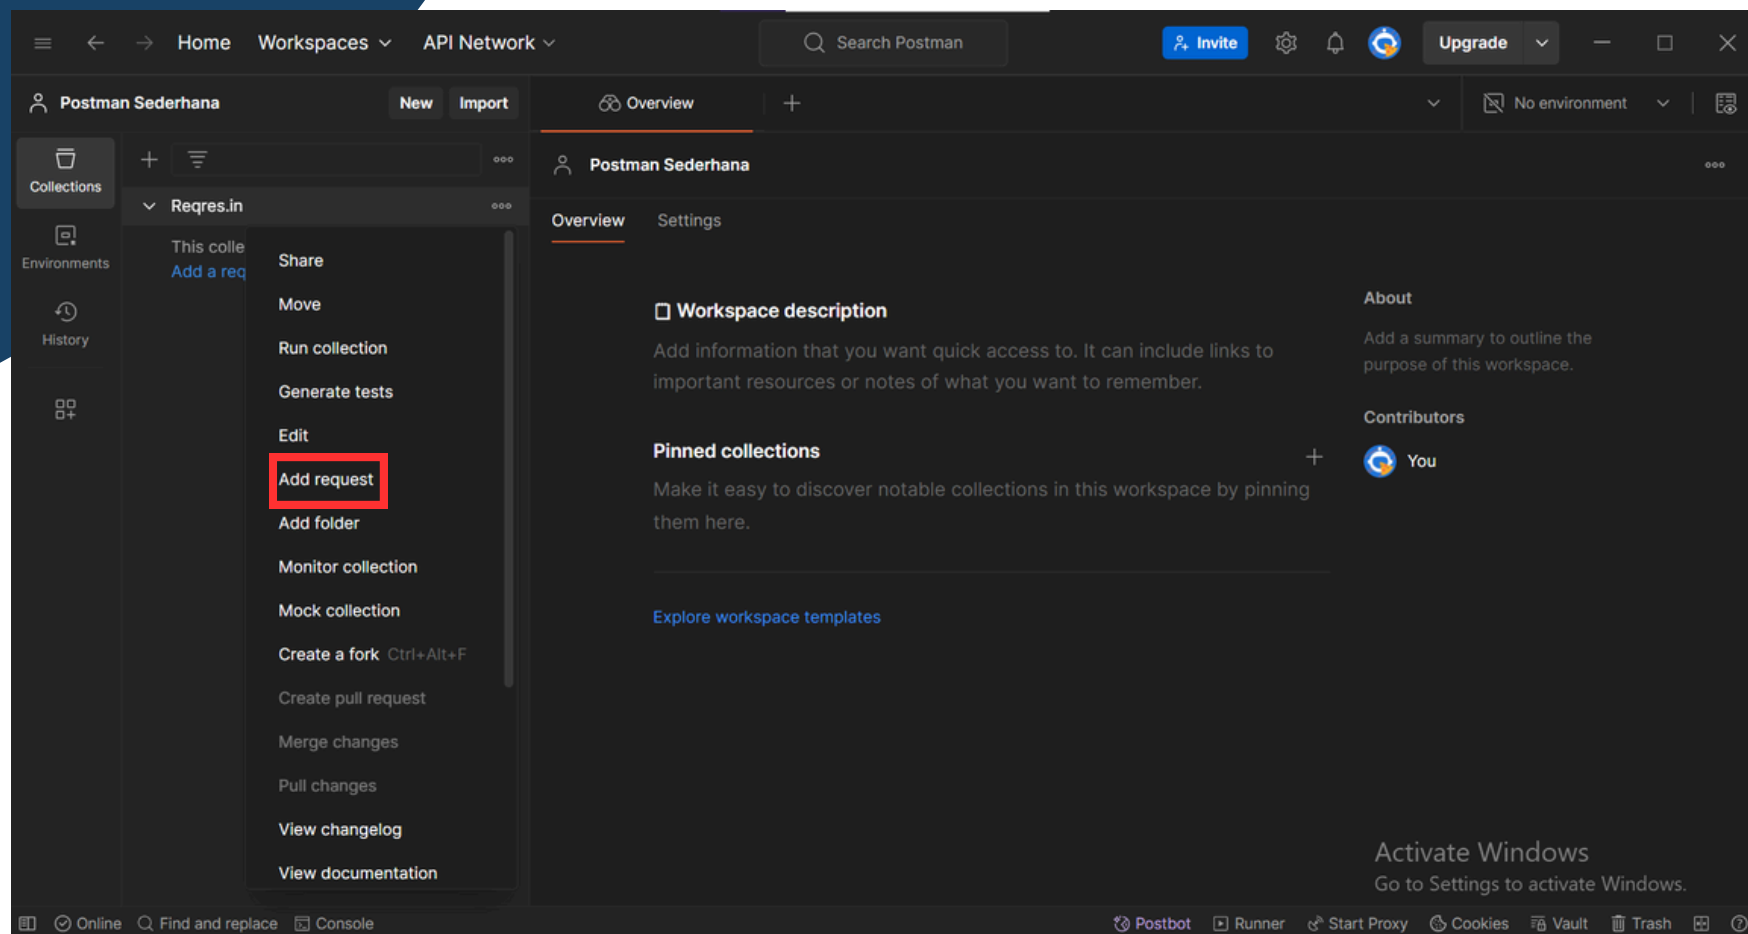 Home Workspaces API Network Search Postman Invite Upgrade
Postman Sederhana New Import Overview No environment
Collections
Environments
History
Reqres.in
This colle
Add a req
Share
Move
Run collection
Generate tests
Edit
Add request
Add folder
Monitor collection
Mock collection
Create a fork Ctrl+Alt+F
Create pull request
Merge changes
Pull changes
View changelog
View documentation
Postman Sederhana
Overview Settings
Workspace description
Add information that you want quick access to. It can include links to
important resources or notes of what you want to remember.
Pinned collections
Make it easy to discover notable collections in this workspace by pinning
them here.
Explore workspace templates
About
Add a summary to outline the
purpose of this workspace.
Contributors
You
Activate Windows
Go to Settings to activate Windows.
Online Find and replace Console Postbot Runner Start Proxy Cookies Vault Trash